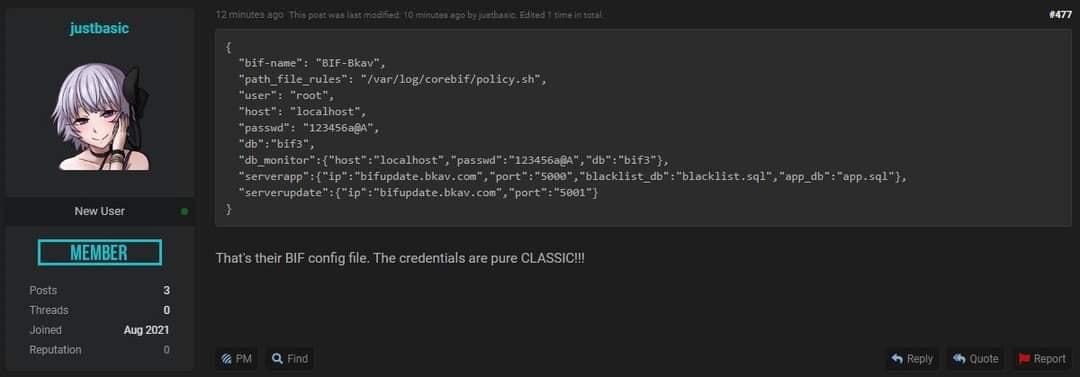 justbasic
New User
MEMBER
Posts 3
Threads 0
Joined Aug 2021
Reputation 0
12 minutes ago This post was last modified: 10 minutes ago by justbasic. Edited 1 time in total. #477
{
"bif-name": "BIF-Bkav",
"path_file_rules": "/var/log/corebif/policy.sh",
"user": "root",
"host": "localhost",
"passwd": "123456a@A",
"db":"bif3",
"db_monitor":{"host":"localhost","passwd":"123456a@A","db":"bif3"},
"serverapp":{"ip":"bifupdate.bkav.com","port":"5000","blacklist_db":"blacklist.sql","app_db":"app.sql"},
"serverupdate":{"ip":"bifupdate.bkav.com","port":"5001"}
}
That's their BIF config file. The credentials are pure CLASSIC!!!
PM Find Reply Quote Report